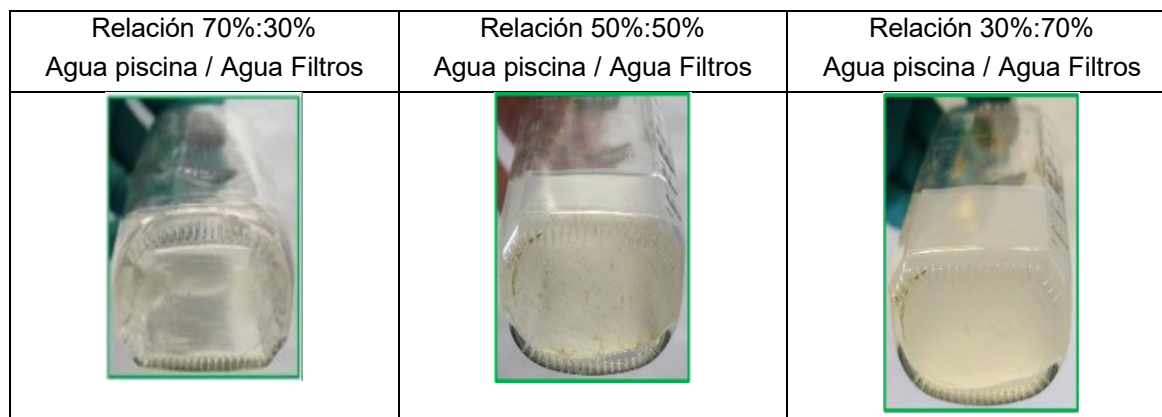 Relación 70%:30%
Agua piscina / Agua Filtros
Relación 50%:50%
Agua piscina / Agua Filtros
Relación 30%:70%
Agua piscina / Agua Filtros